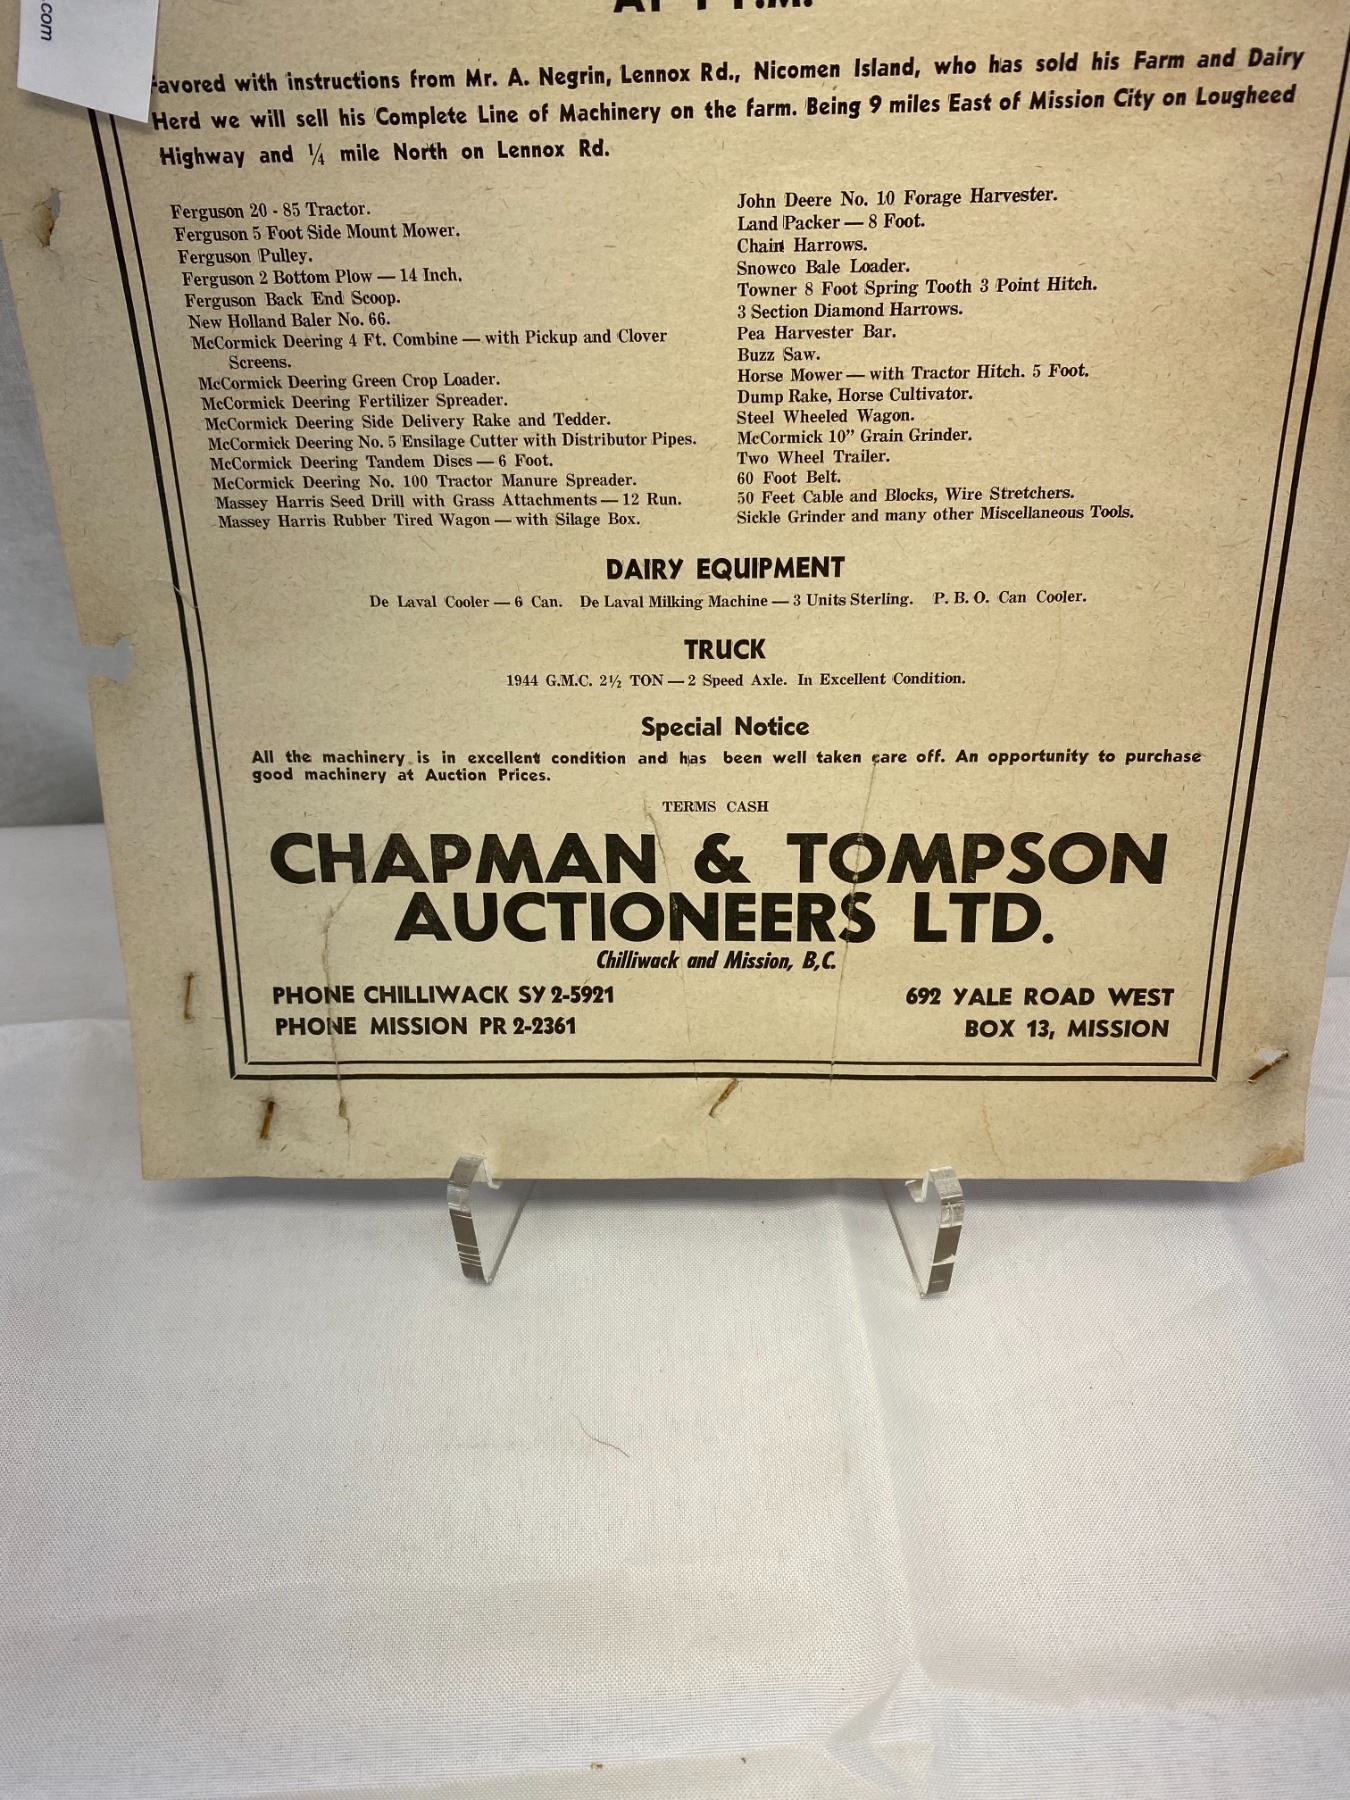 .com
AT 1 P.M.
Favored with instructions from Mr. A. Negrin, Lennox Rd., Nicomen Island, who has sold his Farm and Dairy
Herd we will sell his Complete Line of Machinery on the farm. Being 9 miles East of Mission City on Lougheed
Highway and ¼ mile North on Lennox Rd.
Ferguson 20 - 85 Tractor.
Ferguson 5 Foot Side Mount Mower.
Ferguson Pulley.
Ferguson 2 Bottom Plow — 14 Inch.
Ferguson Back End Scoop.
New Holland Baler No. 66.
McCormick Deering 4 Ft. Combine — with Pickup and Clover
Screens.
McCormick Deering Green Crop Loader.
McCormick Deering Fertilizer Spreader.
McCormick Deering Side Delivery Rake and Tedder.
McCormick Deering No. 5 Ensilage Cutter with Distributor Pipes.
McCormick Deering Tandem Discs — 6 Foot.
McCormick Deering No. 100 Tractor Manure Spreader.
Massey Harris Seed Drill with Grass Attachments — 12 Run.
Massey Harris Rubber Tired Wagon — with Silage Box.
John Deere No. 10 Forage Harvester.
Land Packer — 8 Foot.
Chain Harrows.
Snowco Bale Loader.
Towner 8 Foot Spring Tooth 3 Point Hitch.
3 Section Diamond Harrows.
Pea Harvester Bar.
Buzz Saw.
Horse Mower — with Tractor Hitch. 5 Foot.
Dump Rake, Horse Cultivator.
Steel Wheeled Wagon.
McCormick 10” Grain Grinder.
Two Wheel Trailer.
60 Foot Belt.
50 Feet Cable and Blocks, Wire Stretchers.
Sickle Grinder and many other Miscellaneous Tools.
DAIRY EQUIPMENT
De Laval Cooler — 6 Can. De Laval Milking Machine — 3 Units Sterling. P. B. O. Can Cooler.
TRUCK
1944 G.M.C. 2½ TON — 2 Speed Axle. In Excellent Condition.
Special Notice
All the machinery is in excellent condition and has been well taken care off. An opportunity to purchase
good machinery at Auction Prices.
TERMS CASH
CHAPMAN & TOMPSON
AUCTIONEERS LTD.
Chilliwack and Mission, B,C.
PHONE CHILLIWACK SY 2-5921
PHONE MISSION PR 2-2361
692 YALE ROAD WEST
BOX 13, MISSION